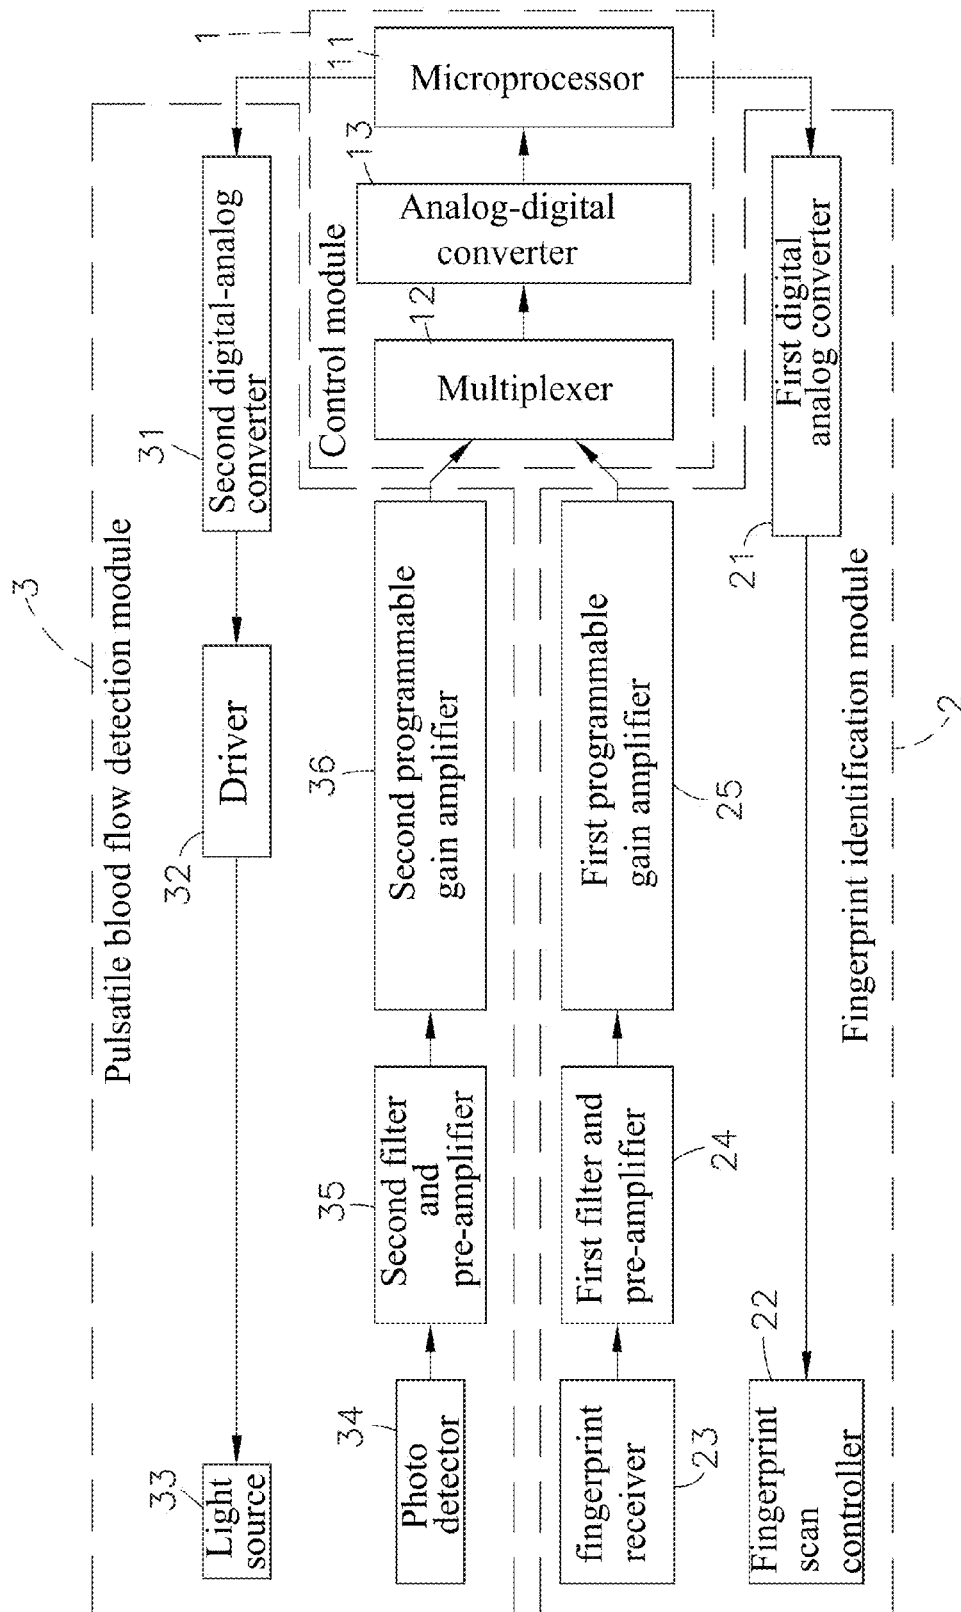 1
11
Microprocessor
13
Analog-digital
converter
12
Multiplexer
Control module
Pulsatile blood flow detection module
3
31
Second digital-analog
converter
32
Driver
33
Light
source
34
Photo
detector
35
Second filter
and
pre-amplifier
36
Second programmable
gain amplifier
Fingerprint identification module
2
21
First digital
analog converter
22
Fingerprint
scan
controller
23
fingerprint
receiver
24
First filter and
pre-amplifier
25
First programmable
gain amplifier